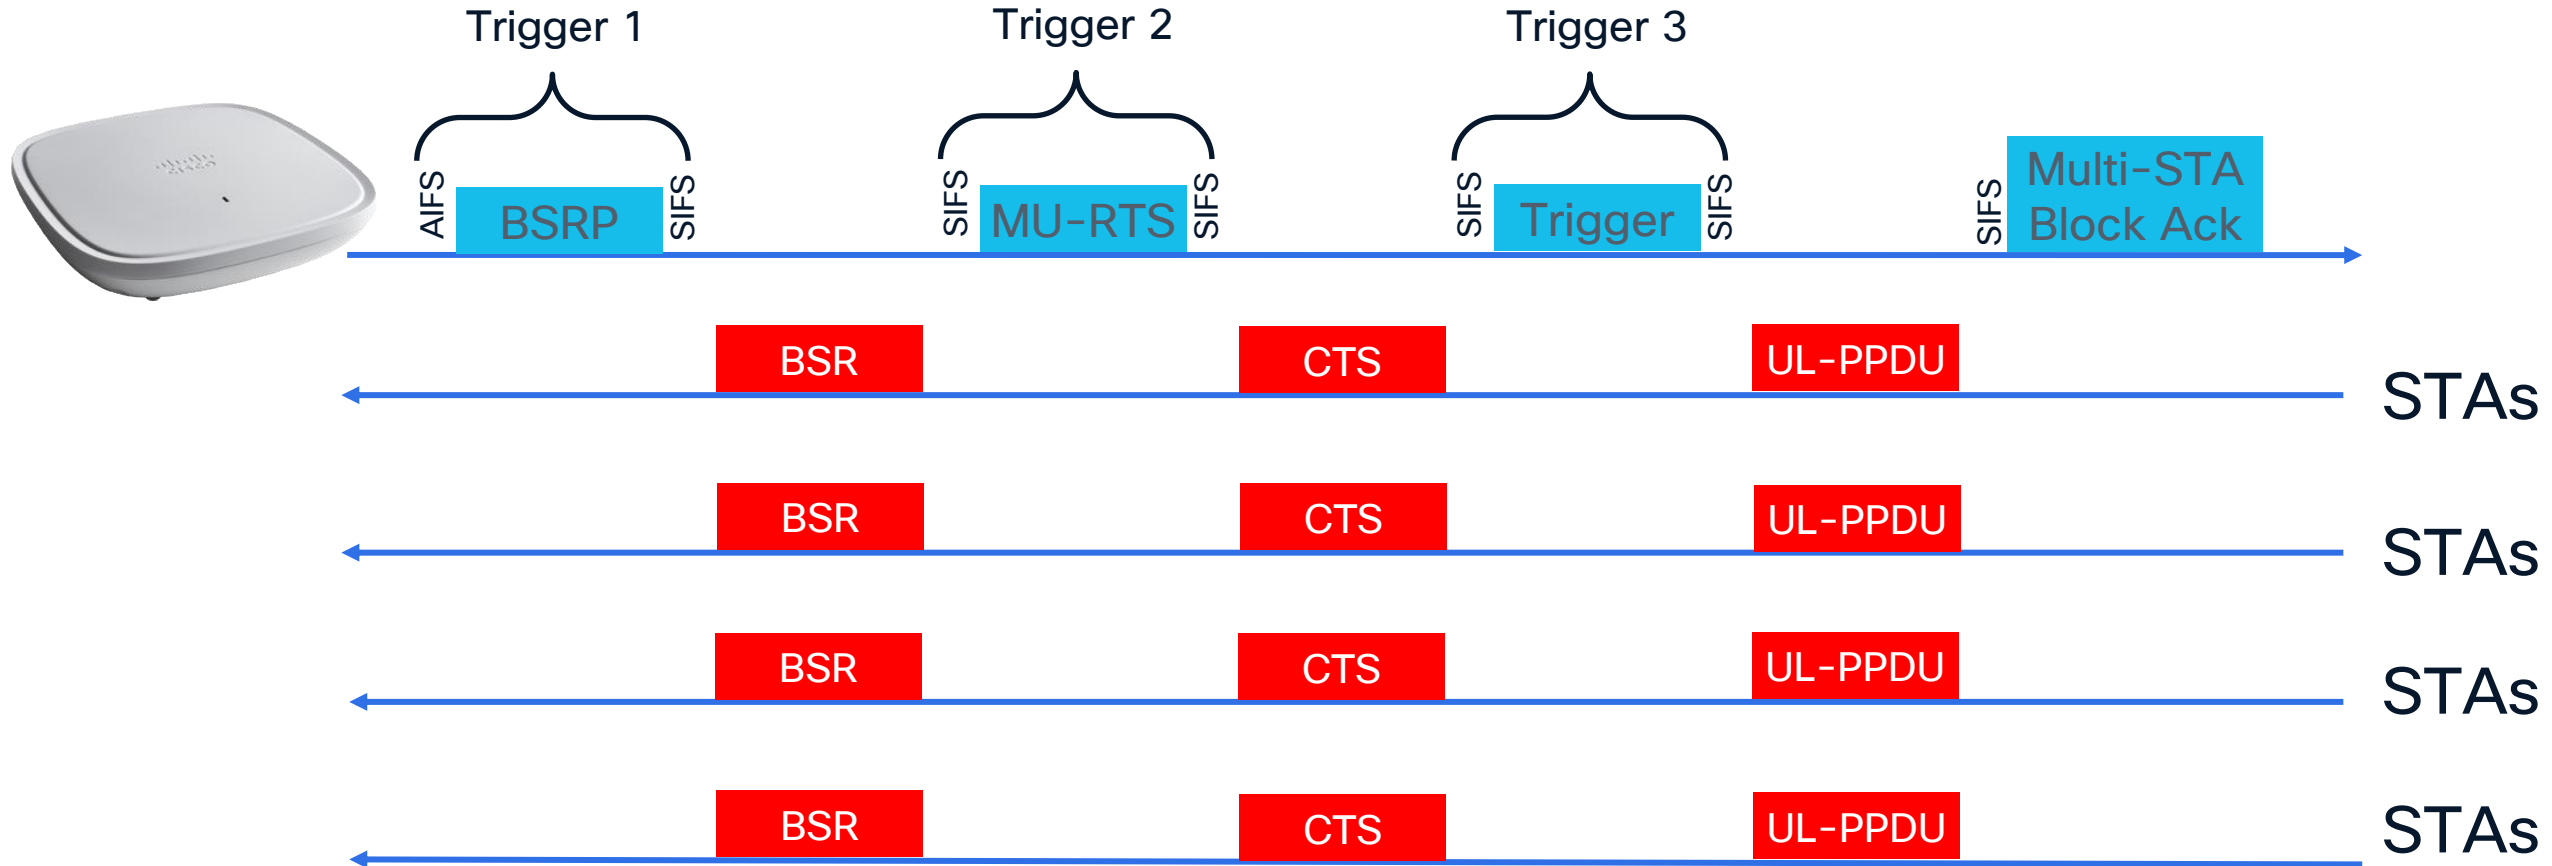 Trigger 1
Trigger 2
Trigger 3
AIFS
BSRP
SIFS
SIFS
MU-RTS
SIFS
SIFS
Trigger
SIFS
SIFS
Multi-STA
Block Ack
cisco
BSR
CTS
UL-PPDU
STAs
BSR
CTS
UL-PPDU
STAs
BSR
CTS
UL-PPDU
STAs
BSR
CTS
UL-PPDU
STAs